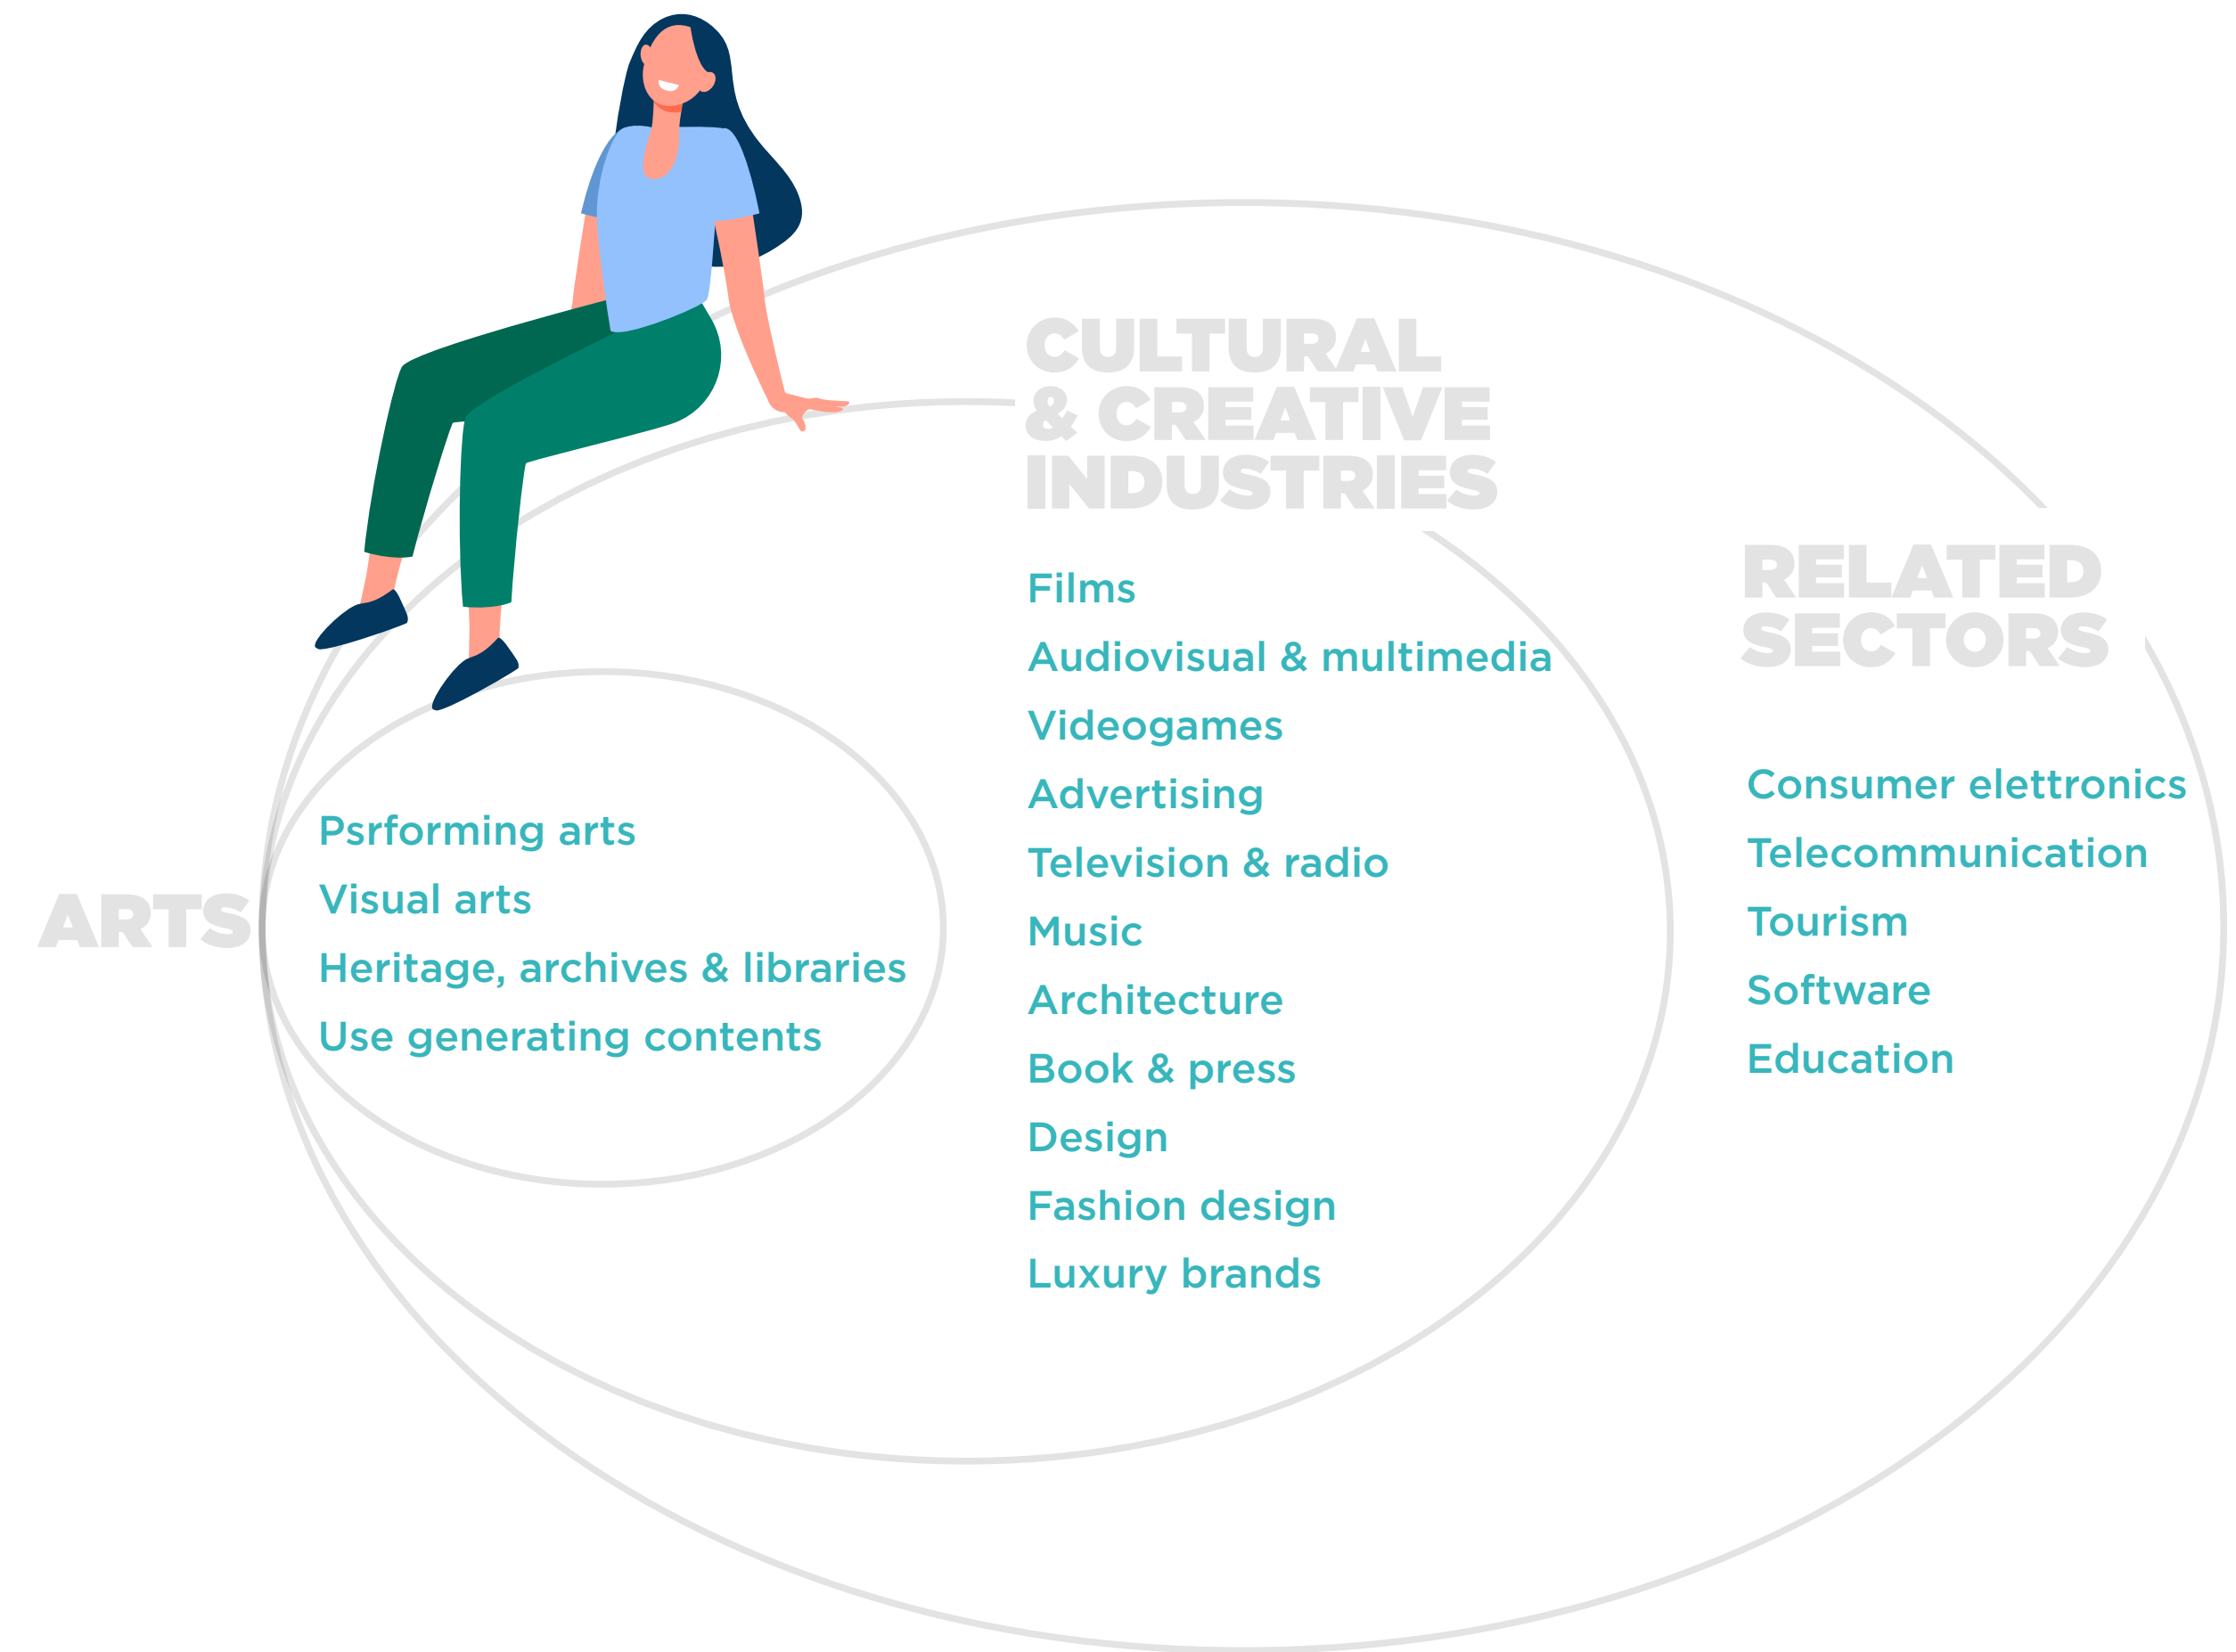 ARTS
Psrforming arts
Visual arts
Heritage, archives & libraries
Use generating contents
CULTURAL
& CREATIVE
INDUSTRIES
Films
Audiovisual & multimedia
Videogames
Advertising
Television & radio
Music
Architecture
Book & press
Design
Fashion design
Luxury brands
RELATED
SECTORS
Consumer elettronics
Telecommunication
Tourism
Software
Education